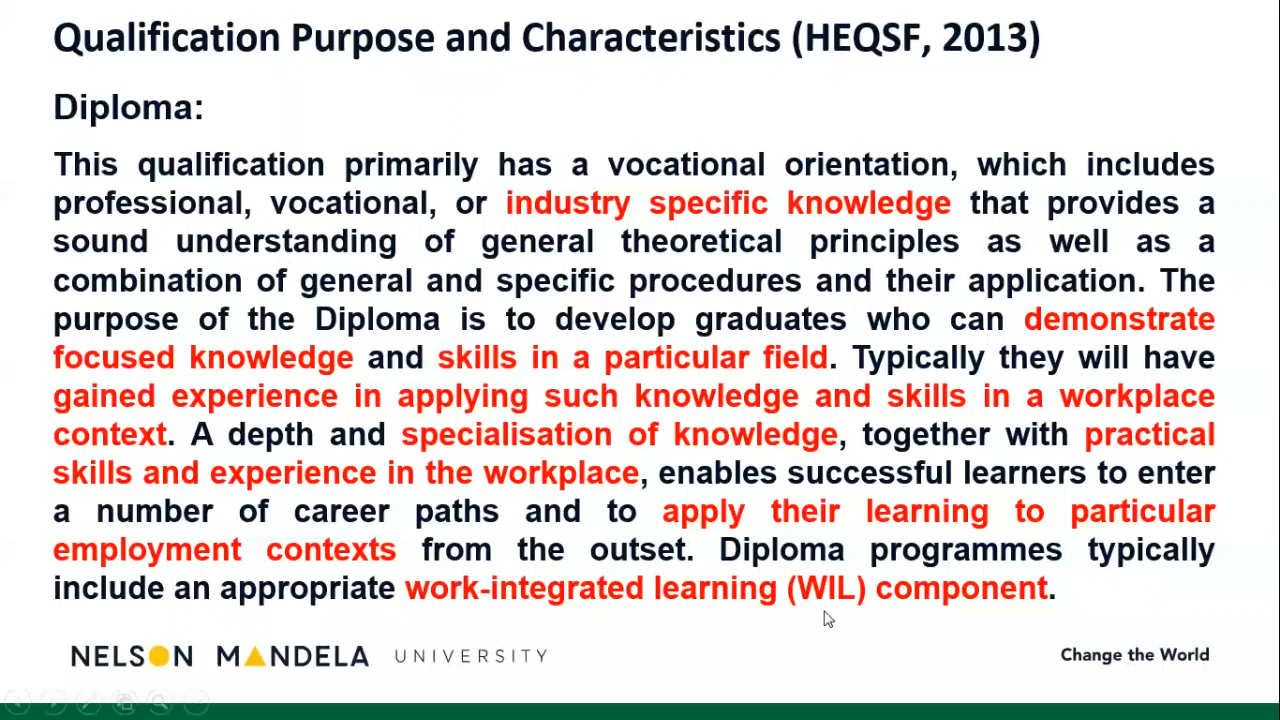 Qualification Purpose and Characteristics (HEQSF, 2013)
Diploma:
This qualification primarily has a vocational orientation, which includes
professional, vocational, or industry specific knowledge that provides a
sound understanding of general theoretical principles as well as a
combination of general and specific procedures and their application. The
purpose of the Diploma is to develop graduates who can demonstrate
focused knowledge and skills in a particular field. Typically they will have
gained experience in applying such knowledge and skills in a workplace
context. A depth and specialisation of knowledge, together with practical
skills and experience in the workplace, enables successful learners to enter
a number of career paths and to apply their learning to particular
employment contexts from the outset. Diploma programmes typically
include an appropriate work-integrated learning (WIL) component.
NELSON MANDELA UNIVERSITY
Change the World